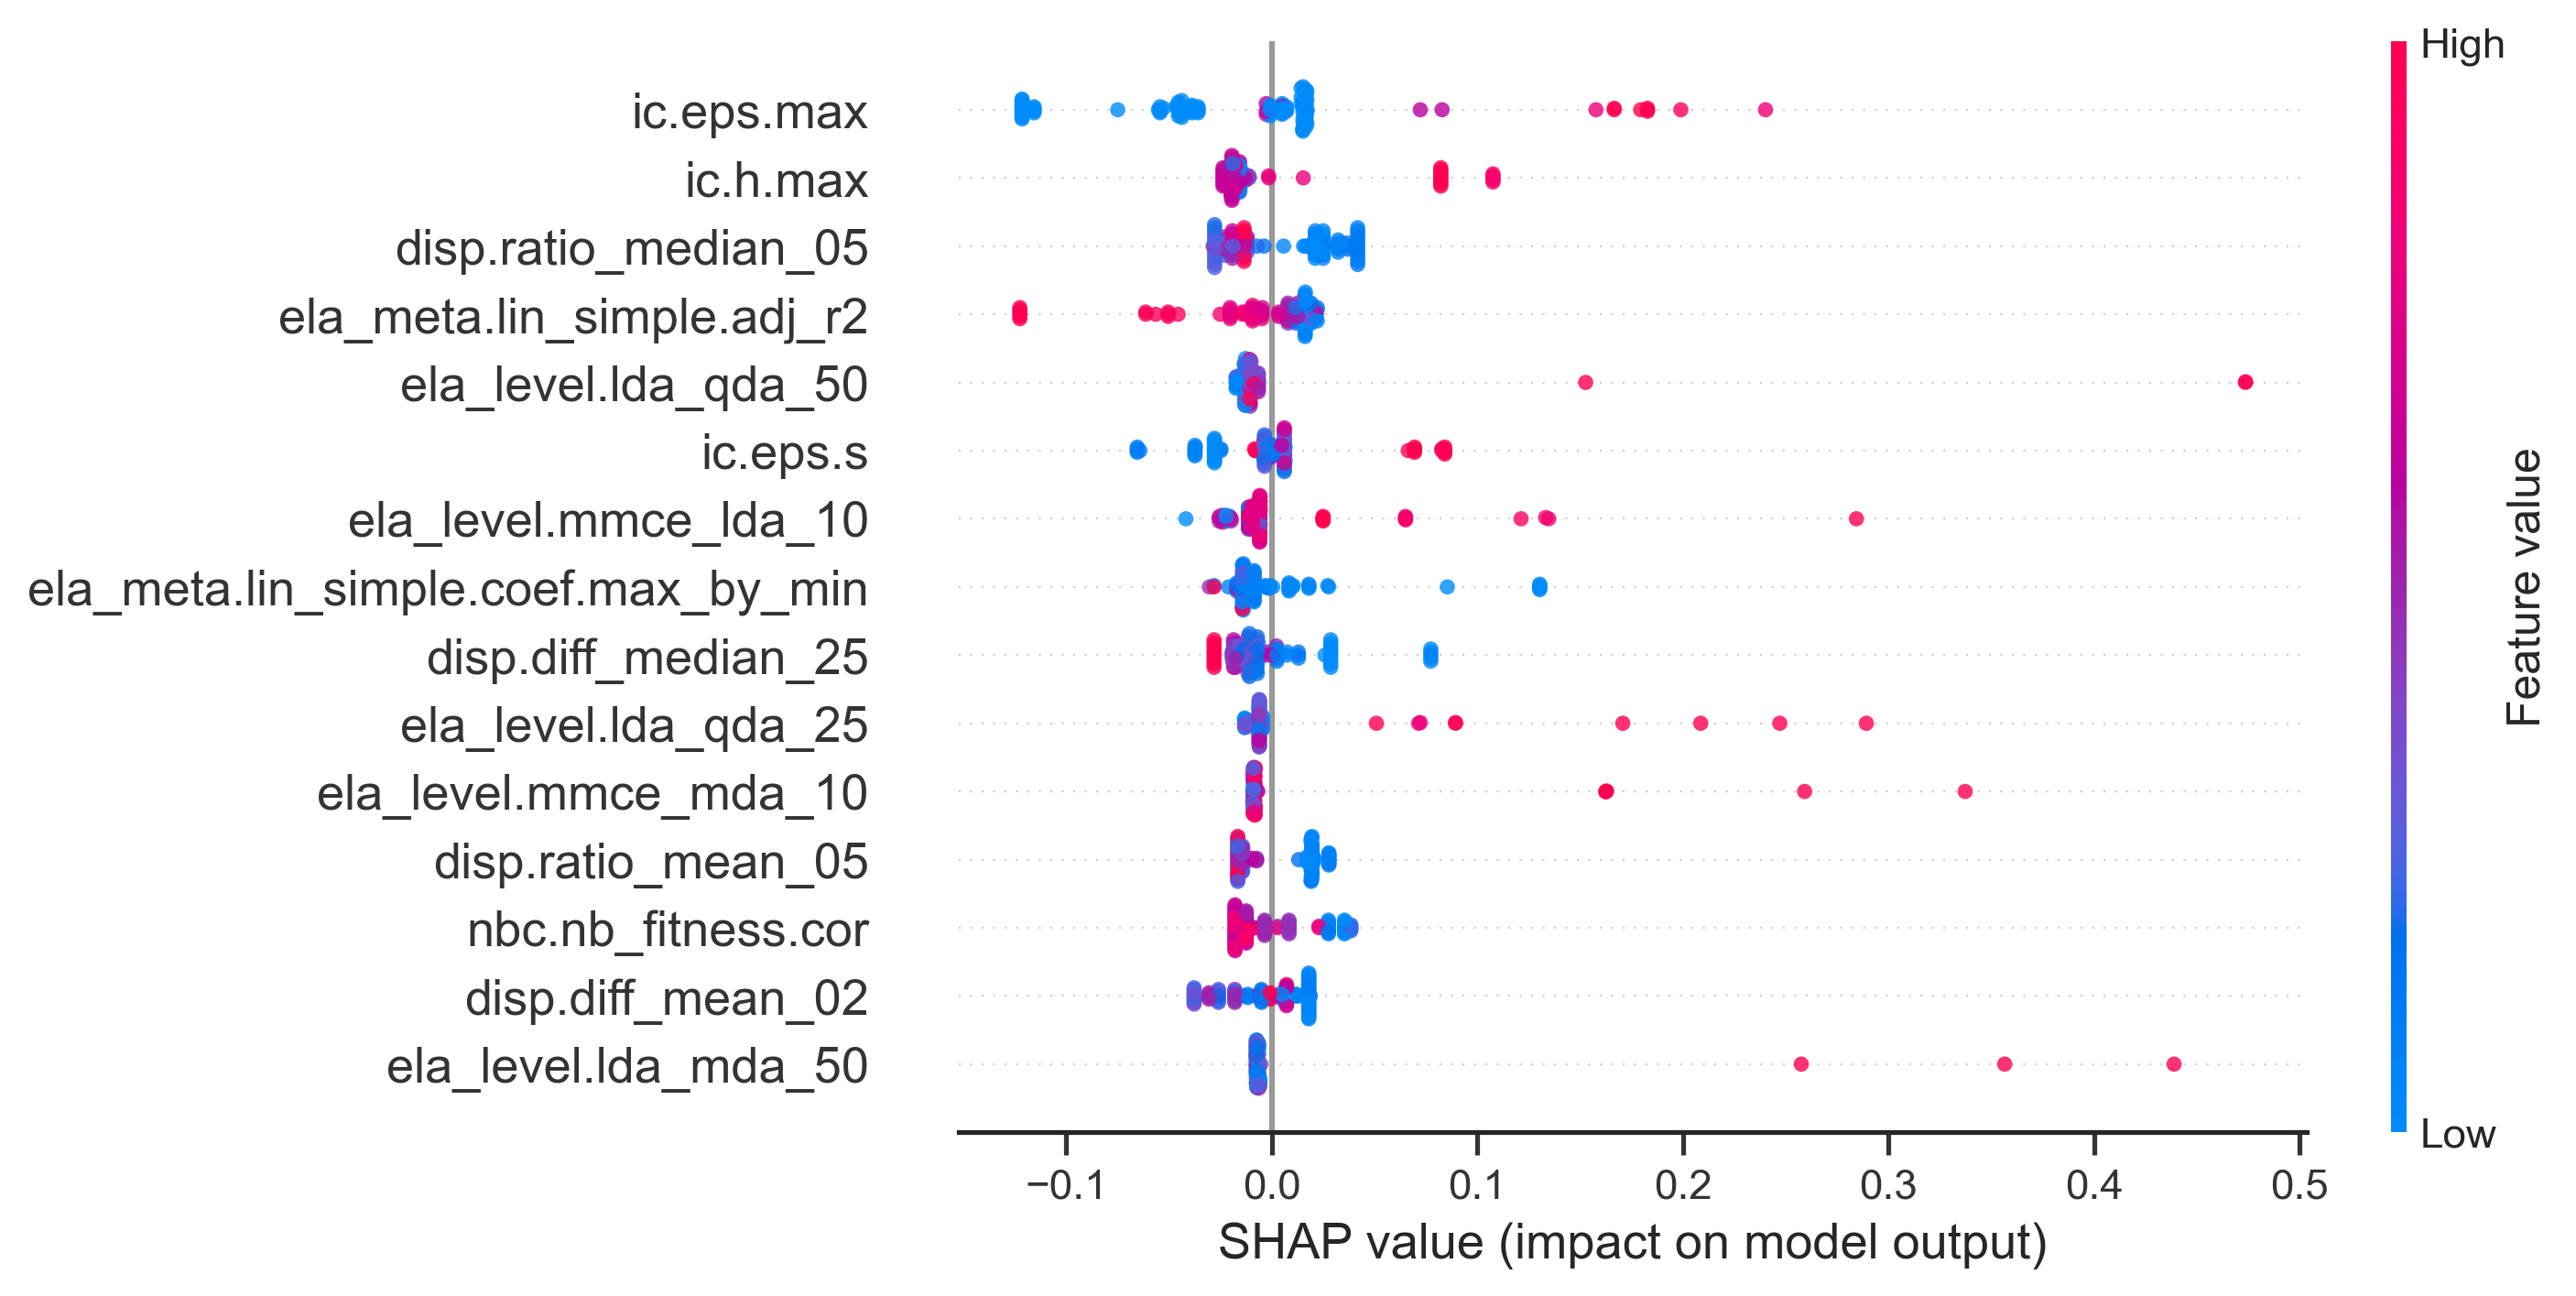 High
ic.eps.max
ic.h.max
disp.ratio_median_05
ela_meta.lin_simple.adj_r2
ela_level.lda_qda_50
ic.eps.s
ela_level.mmce_lda_10
ela_meta.lin_simple.coef.max_by_min
disp.diff_median_25
ela_level.lda_qda_25
ela_level.mmce_mda_10
disp.ratio_mean_05
nbc.nb_fitness.cor
disp.diff_mean_02
ela_level.lda_mda_50
Feature value
Low
−0.1 0.0 0.1 0.2 0.3 0.4 0.5
SHAP value (impact on model output)